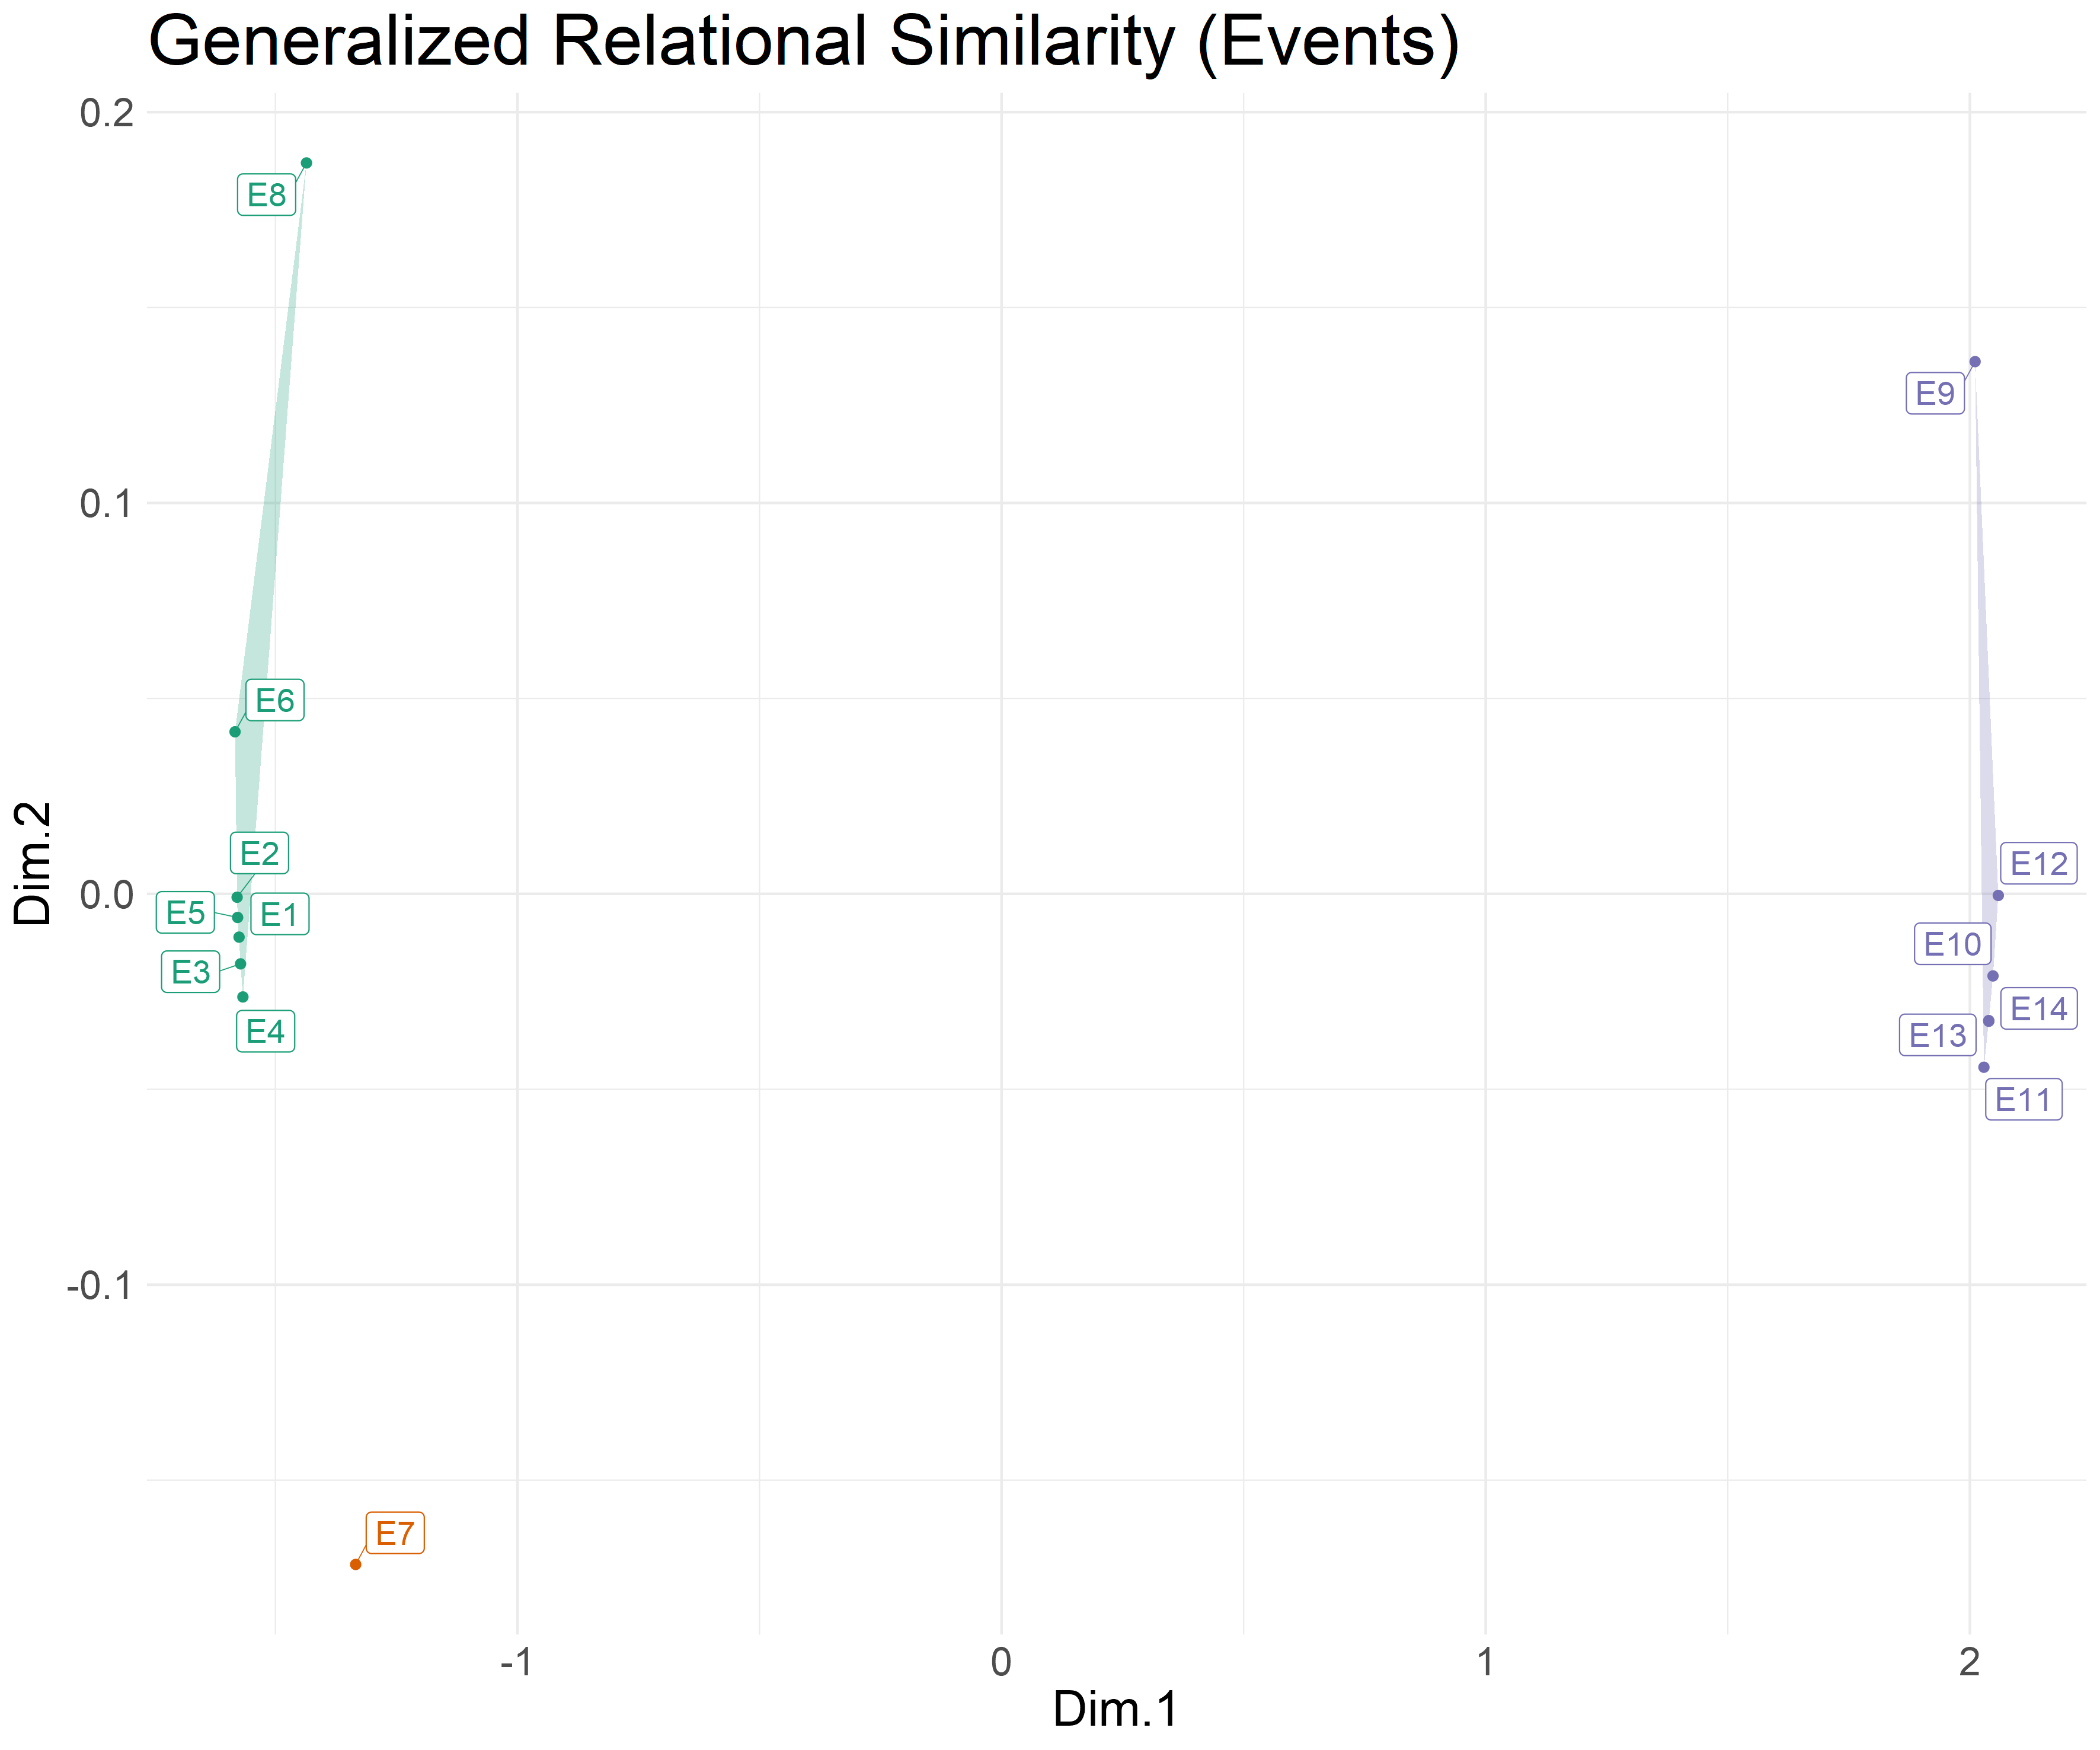 Generalized Relational Similarity (Events)
0.2
E8
E9
0.1
E6
E2
E12
0.0
E5
E1
E10
E3
E14
E4
E13
E11
Dim.2
-0.1
E7
-1
0
1
2
Dim.1